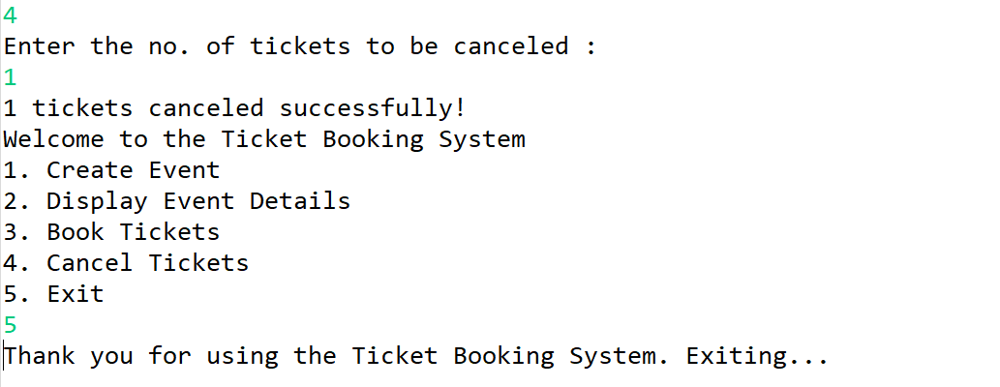 4
Enter the no. of tickets to be canceled :
1
1 tickets canceled successfully!
Welcome to the Ticket Booking System
1. Create Event
2. Display Event Details
3. Book Tickets
4. Cancel Tickets
5. Exit
5
Thank you for using the Ticket Booking System. Exiting...